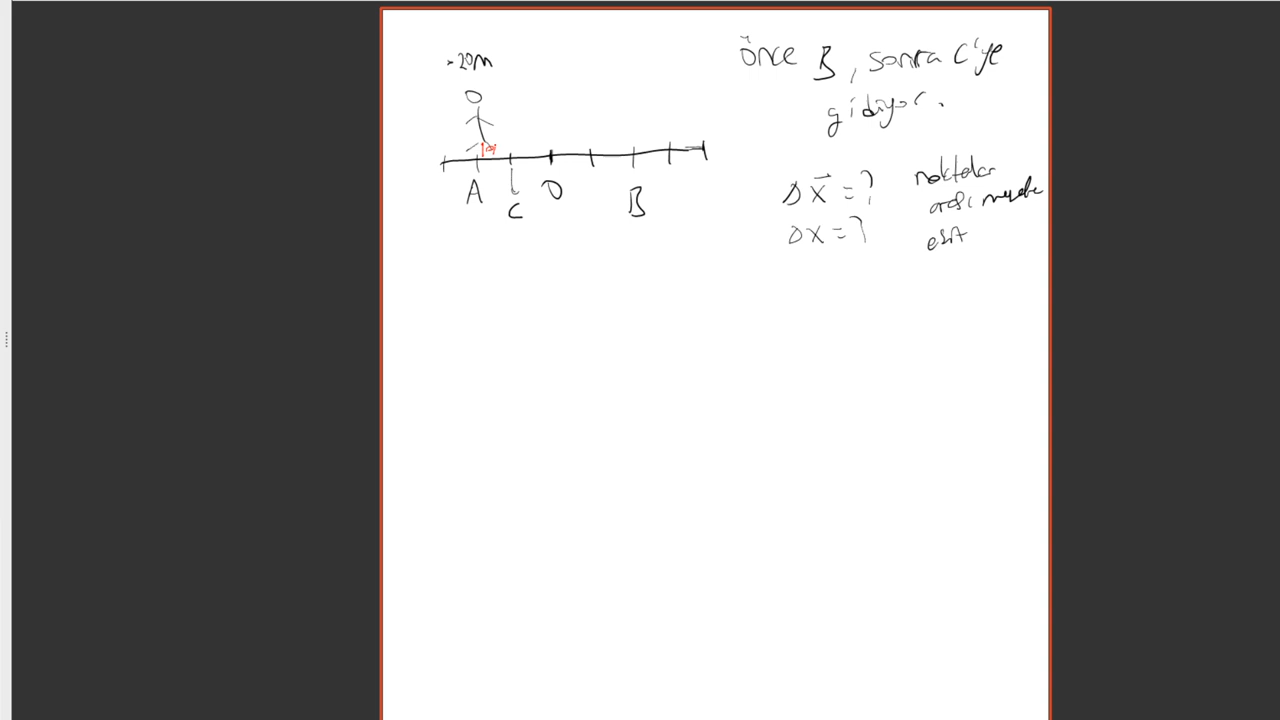 -20m
önce B, sonra C'ye
gidiyor.
A
C
O
B
Δx⃗ = ?
Δx = ?
noktalar
arası mesafe
eşit